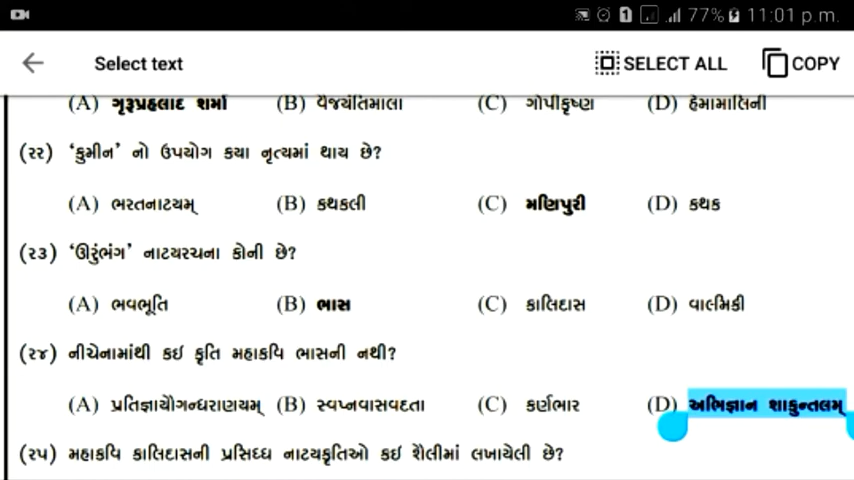 77% 11:01 p.m.
Select text SELECT ALL COPY
(A) ગુરૂપ્રહલાદ શર્મા (B) વૈજયંતિમાલા (C) ગોપીકૃષ્ણ (D) હેમામાલિની
(૨૨) ‘કુમીન’ નો ઉપયોગ કયા નૃત્યમાં થાય છે?
(A) ભરતનાટયમ્ (B) કથકલી (C) મણિપુરી (D) કથક
(૨૩) ‘ઊરુંભંગ’ નાટયરચના કોની છે?
(A) ભવભૂતિ (B) ભાસ (C) કાલિદાસ (D) વાલ્મિકી
(૨૪) નીચેનામાંથી કઇ કૃતિ મહાકવિ ભાસની નથી?
(A) પ્રતિજ્ઞાયૌગન્ધરાણયમ્ (B) સ્વપ્નવાસવદતા (C) કર્ણભાર (D) અભિજ્ઞાન શાકુન્તલમ્
(૨૫) મહાકવિ કાલિદાસની પ્રસિધ્ધ નાટયકૃતિઓ કઇ શૈલીમાં લખાયેલી છે?